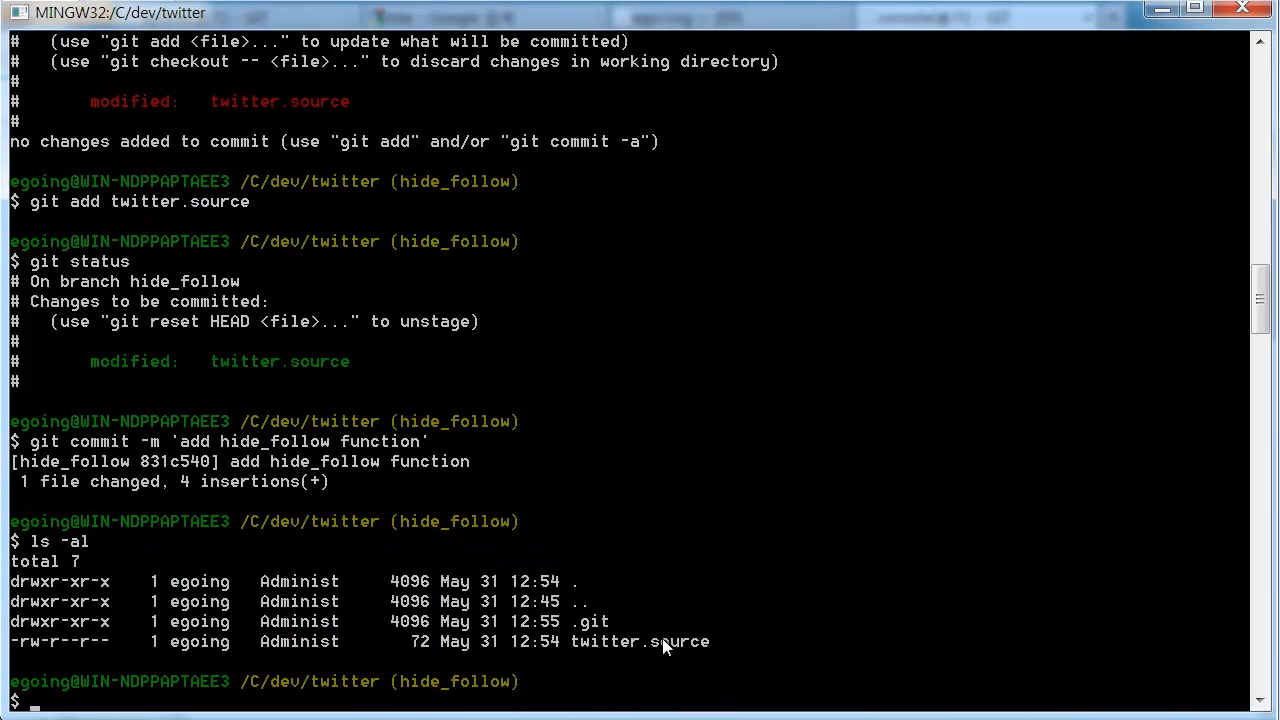 MINGW32:/C/dev/twitter
#   (use "git add <file>..." to update what will be committed)
#   (use "git checkout -- <file>..." to discard changes in working directory)
#
#       modified:   twitter.source
#
no changes added to commit (use "git add" and/or "git commit -a")
egoing@WIN-NDPPAPTAEE3 /C/dev/twitter (hide_follow)
$ git add twitter.source
egoing@WIN-NDPPAPTAEE3 /C/dev/twitter (hide_follow)
$ git status
# On branch hide_follow
# Changes to be committed:
#   (use "git reset HEAD <file>..." to unstage)
#
#       modified:   twitter.source
#
egoing@WIN-NDPPAPTAEE3 /C/dev/twitter (hide_follow)
$ git commit -m 'add hide_follow function'
[hide_follow 831c540] add hide_follow function
 1 file changed, 4 insertions(+)
egoing@WIN-NDPPAPTAEE3 /C/dev/twitter (hide_follow)
$ ls -al
total 7
drwxr-xr-x    1 egoing   Administ     4096 May 31 12:54 .
drwxr-xr-x    1 egoing   Administ     4096 May 31 12:45 ..
drwxr-xr-x    1 egoing   Administ     4096 May 31 12:55 .git
-rw-r--r--    1 egoing   Administ       72 May 31 12:54 twitter.source
egoing@WIN-NDPPAPTAEE3 /C/dev/twitter (hide_follow)
$